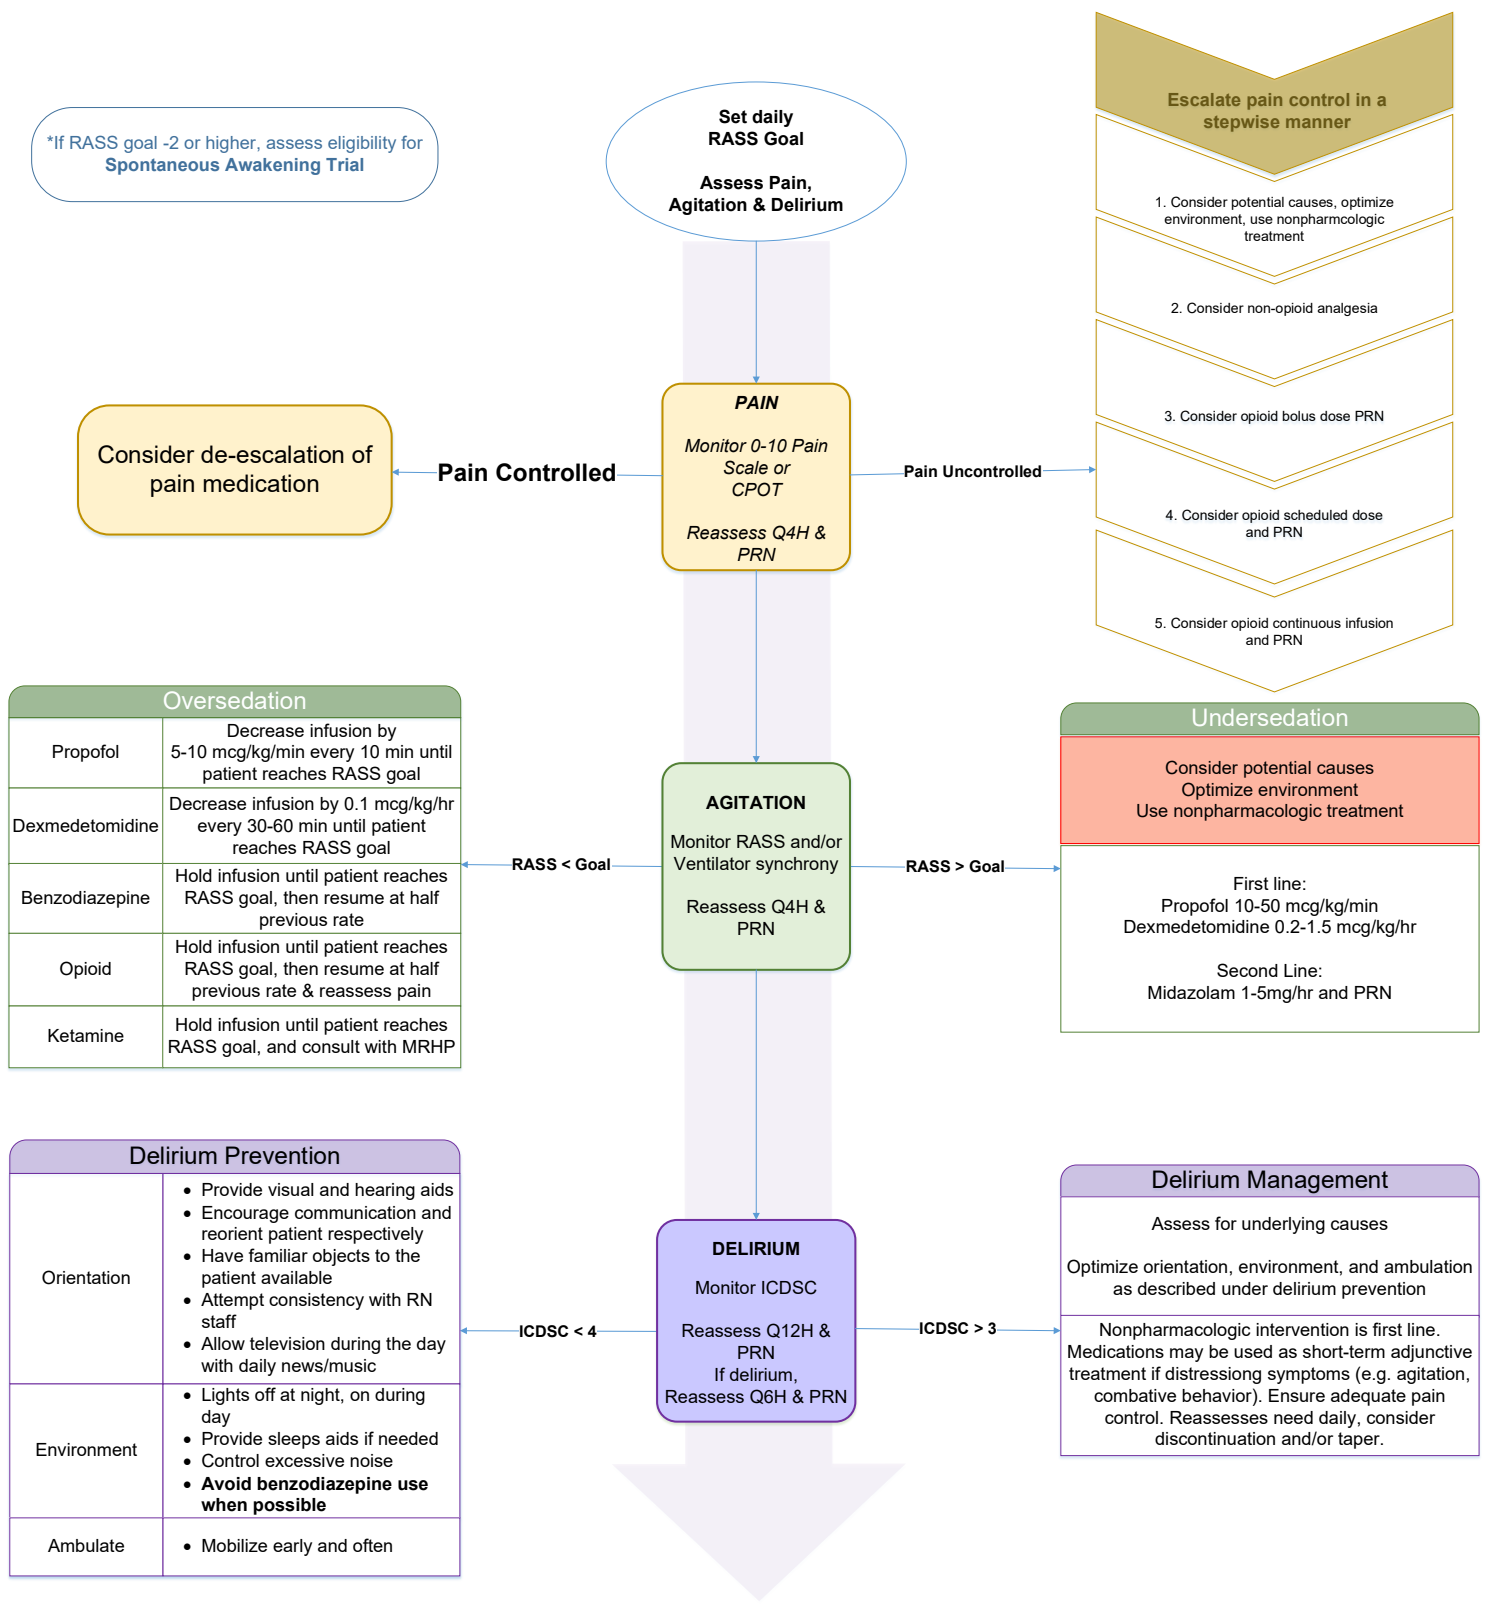 *If RASS goal -2 or higher, assess eligibility for
Spontaneous Awakening Trial
Set daily
RASS Goal
Assess Pain,
Agitation & Delirium
Escalate pain control in a
stepwise manner
1. Consider potential causes, optimize
environment, use nonpharmcologic
treatment
2. Consider non-opioid analgesia
3. Consider opioid bolus dose PRN
4. Consider opioid scheduled dose
and PRN
5. Consider opioid continuous infusion
and PRN
PAIN
Monitor 0-10 Pain
Scale or
CPOT
Reassess Q4H &
PRN
Pain Controlled
Consider de-escalation of
pain medication
Pain Uncontrolled
AGITATION
Monitor RASS and/or
Ventilator synchrony
Reassess Q4H &
PRN
RASS < Goal
Oversedation
Propofol
Decrease infusion by
5-10 mcg/kg/min every 10 min until
patient reaches RASS goal
Dexmedetomidine
Decrease infusion by 0.1 mcg/kg/hr
every 30-60 min until patient
reaches RASS goal
Benzodiazepine
Hold infusion until patient reaches
RASS goal, then resume at half
previous rate
Opioid
Hold infusion until patient reaches
RASS goal, then resume at half
previous rate & reassess pain
Ketamine
Hold infusion until patient reaches
RASS goal, and consult with MRHP
RASS > Goal
Undersedation
Consider potential causes
Optimize environment
Use nonpharmacologic treatment
First line:
Propofol 10-50 mcg/kg/min
Dexmedetomidine 0.2-1.5 mcg/kg/hr
Second Line:
Midazolam 1-5mg/hr and PRN
DELIRIUM
Monitor ICDSC
Reassess Q12H &
PRN
If delirium,
Reassess Q6H & PRN
ICDSC < 4
Delirium Prevention
Orientation
• Provide visual and hearing aids
• Encourage communication and
reorient patient respectively
• Have familiar objects to the
patient available
• Attempt consistency with RN
staff
• Allow television during the day
with daily news/music
Environment
• Lights off at night, on during
day
• Provide sleeps aids if needed
• Control excessive noise
• Avoid benzodiazepine use
when possible
Ambulate
• Mobilize early and often
ICDSC > 3
Delirium Management
Assess for underlying causes
Optimize orientation, environment, and ambulation
as described under delirium prevention
Nonpharmacologic intervention is first line.
Medications may be used as short-term adjunctive
treatment if distressiong symptoms (e.g. agitation,
combative behavior). Ensure adequate pain
control. Reassesses need daily, consider
discontinuation and/or taper.